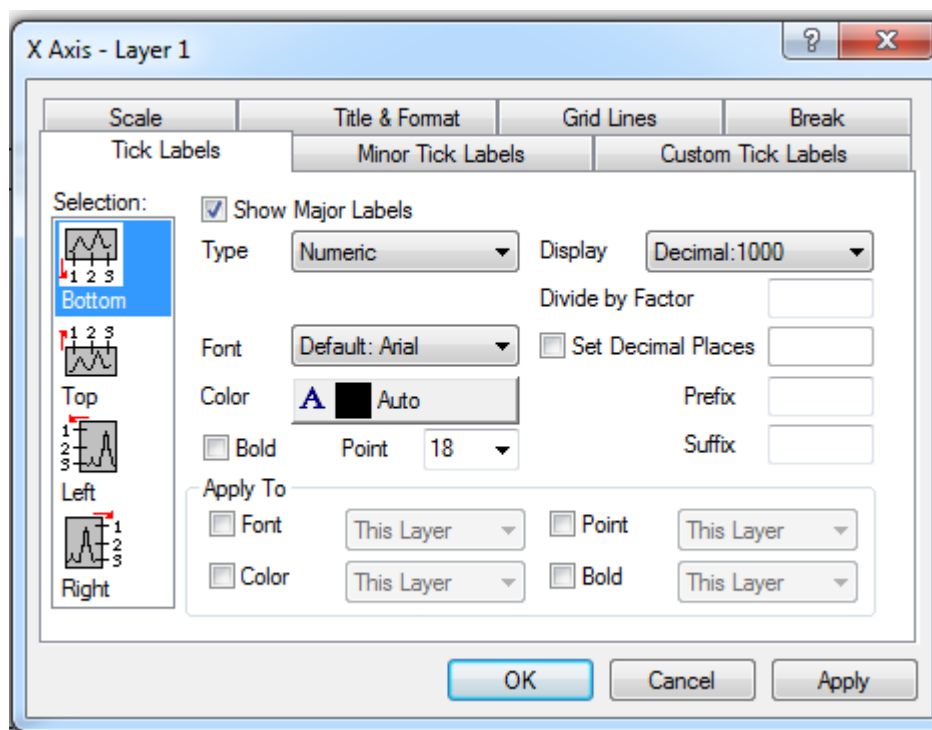 X Axis - Layer 1
Scale Title & Format Grid Lines Break
Tick Labels Minor Tick Labels Custom Tick Labels
Selection:
1 2 3
Bottom
1 2 3
Top
1
2
3
Left
1
2
3
Right
Show Major Labels
Type Numeric Display Decimal:1000
Divide by Factor
Font Default: Arial Set Decimal Places
Color A Auto Prefix
Bold Point 18 Suffix
Apply To
Font This Layer Point This Layer
Color This Layer Bold This Layer
OK Cancel Apply